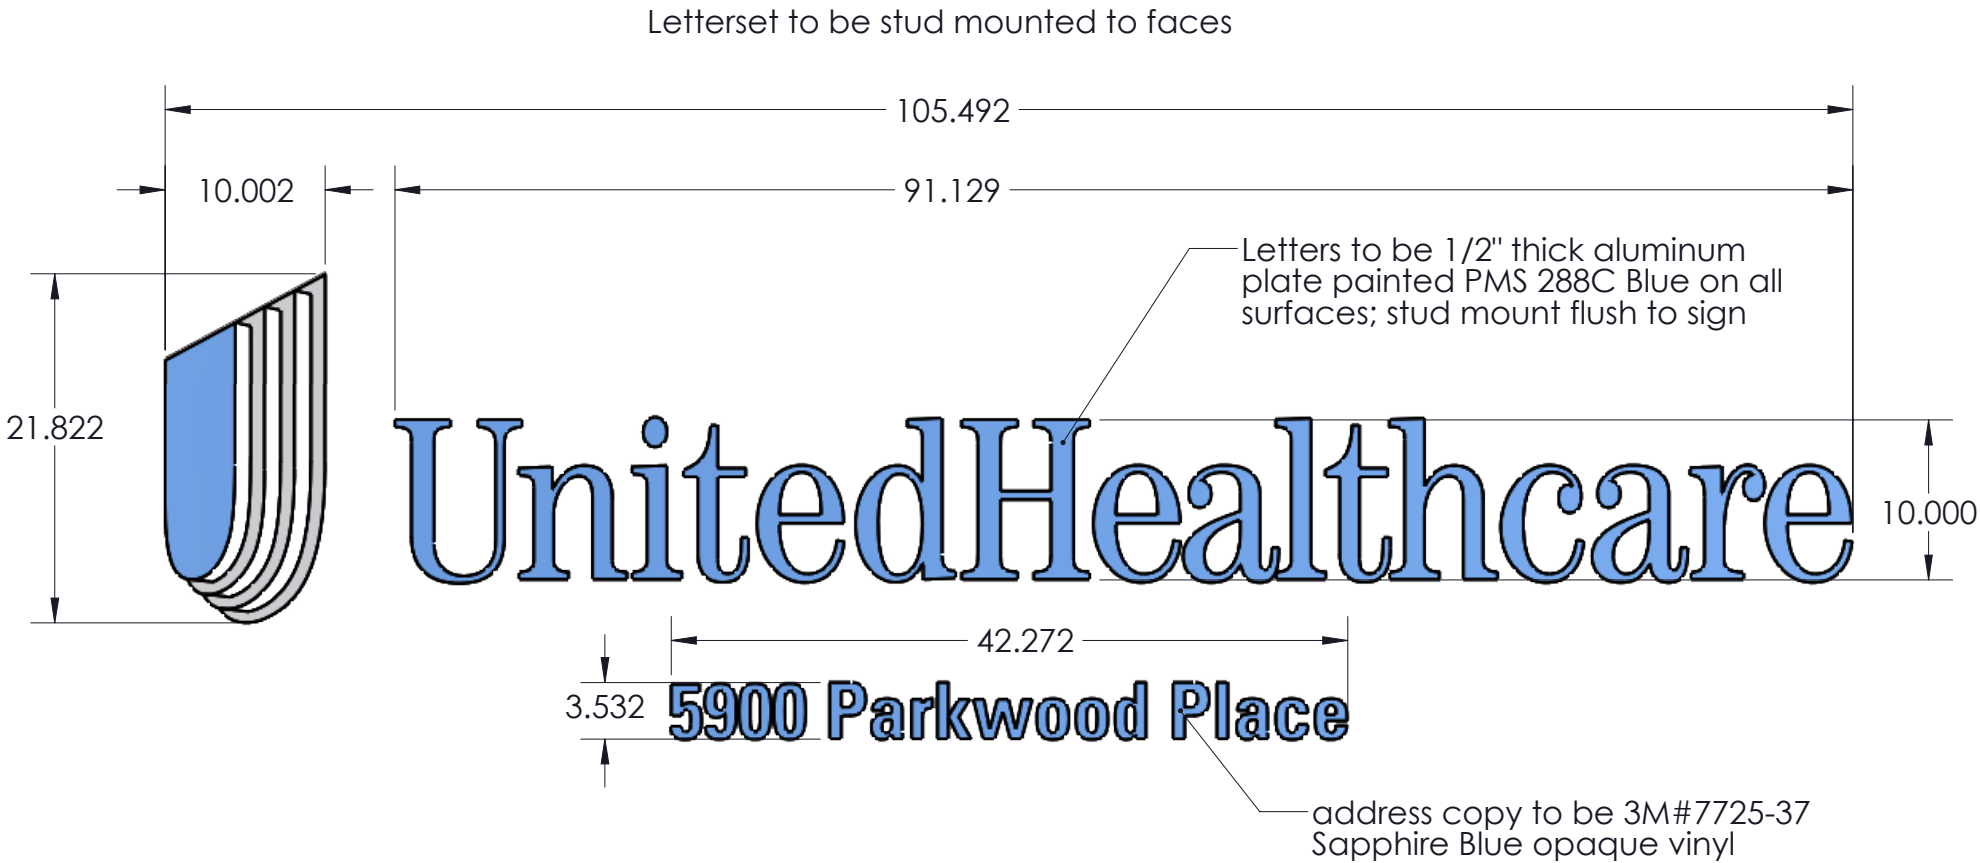 Letterset to be stud mounted to faces
105.492
10.002
91.129
Letters to be 1/2" thick aluminum
plate painted PMS 288C Blue on all
surfaces; stud mount flush to sign
21.822
UnitedHealthcare
10.000
42.272
3.532
5900 Parkwood Place
address copy to be 3M#7725-37
Sapphire Blue opaque vinyl